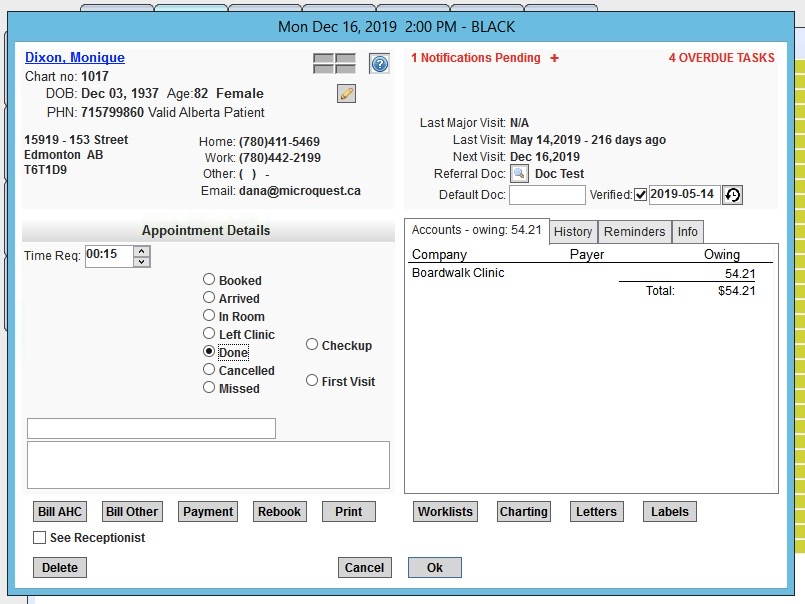 Mon Dec 16, 2019 2:00 PM - BLACK
Dixon, Monique
Chart no: 1017
DOB: Dec 03, 1937 Age:82 Female
PHN: 715799860 Valid Alberta Patient
15919 - 153 Street
Edmonton AB
T6T1D9
Home: (780)411-5469
Work: (780)442-2199
Other: ( ) -
Email: dana@microquest.ca
1 Notifications Pending +
4 OVERDUE TASKS
Last Major Visit: N/A
Last Visit: May 14,2019 - 216 days ago
Next Visit: Dec 16,2019
Referral Doc: Doc Test
Default Doc: Verified: 2019-05-14
Appointment Details
Time Req: 00:15
Booked
Arrived
In Room
Left Clinic
Done
Cancelled
Missed
Checkup
First Visit
Accounts - owing: 54.21 History Reminders Info
Company Payer Owing
Boardwalk Clinic 54.21
Total: $54.21
Bill AHC Bill Other Payment Rebook Print
Worklists Charting Letters Labels
See Receptionist
Delete Cancel Ok